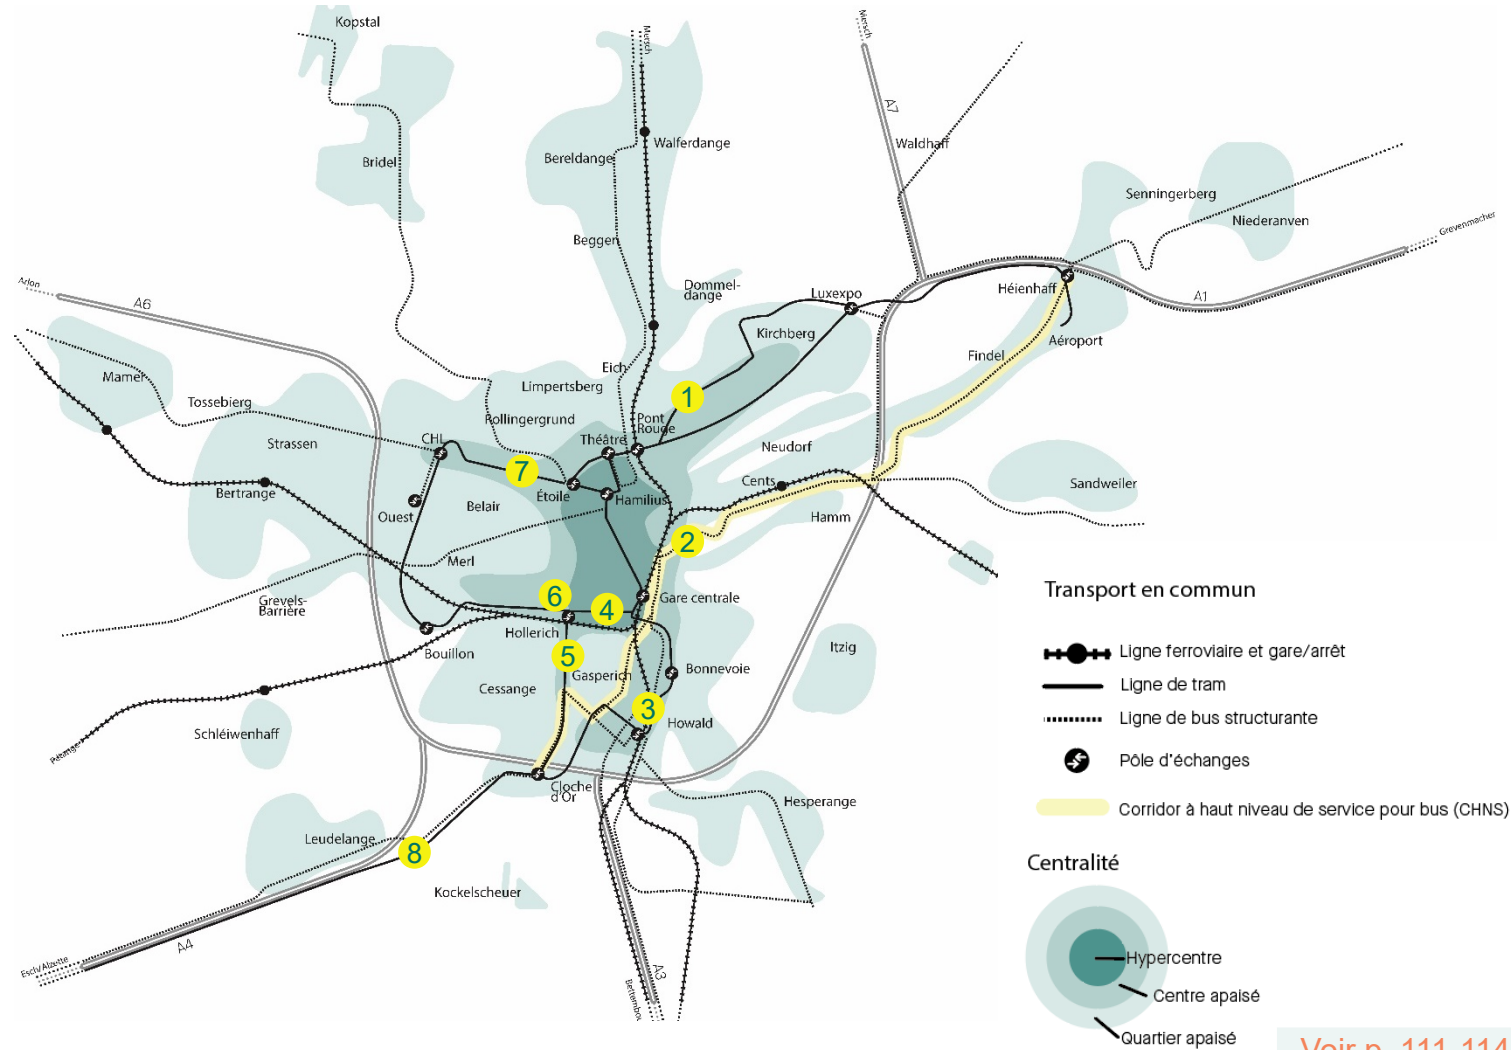 Kopstal
Mersch
Mersch
Walferdange
A7
Waldhaff
Bereldange
Bridel
Senningerberg
Niederanven
Grevenmacher
Beggen
Arlon
A6
Dommel-
dange
Luxexpo
Héienhaff
A1
Kirchberg
Aéroport
Findel
Mamer
Eich
Limpertsberg
1
Tossebierg
Rollingergrund
Pont
Rouge
Strassen
CHL
Théâtre
Neudorf
7
Bertrange
Étoile
Hamilius
Cents
Sandweiler
Ouest
Belair
Hamm
2
Merl
Grevels-
Barrière
6
4
Gare centrale
Hollerich
Bouillon
5
Gasperich
Bonnevoie
Itzig
Cessange
3
Howald
Schléiwenhaff
Pétange
Cloche
d'Or
Hesperange
Leudelange
8
Kockelscheuer
A4
Esch/Alzette
A3
Transport en commun
Ligne ferroviaire et gare/arrêt
Ligne de tram
Ligne de bus structurante
Pôle d'échanges
Corridor à haut niveau de service pour bus (CHNS)
Centralité
Hypercentre
Centre apaisé
Quartier apaisé